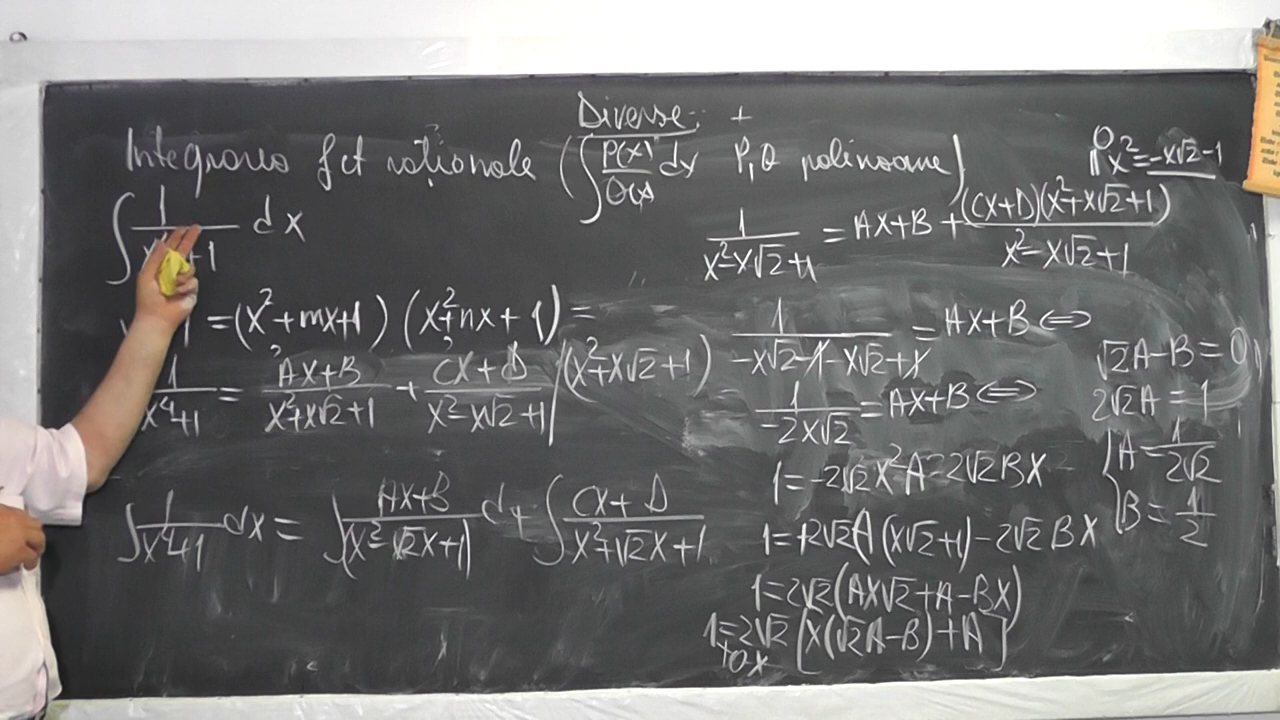 Diverse: +
Integrarea fct raționale (∫ P(x)/Q(x) dx P, Q polinoame)
∫ 1/x⁴+1 dx
= (x²+mx+1) (x²+nx+1) =
1/x⁴+1 = Ax+B/x²+x√2+1 + Cx+D/x²-x√2+1 /(x²+x√2+1)
∫ 1/x⁴+1 dx = ∫ Ax+B/x²-√2x+1 d + ∫ Cx+D/x²+√2x+1
x² = -x√2-1
1/x²-x√2+1 = Ax+B + (Cx+D)(x²+x√2+1)/x²-x√2+1
1/-x√2-1-x√2+1 = Ax+B ⇔
1/-2x√2 = Ax+B ⇔
1 = -2√2x²A-2√2Bx
1 = +2√2A(x√2+1)-2√2Bx
1 = 2√2(Ax√2+A-Bx)
1 = 2√2[x(√2A-B)+A]
+0x
√2A-B = 0
2√2A = 1
{A = 1/2√2
B = 1/2